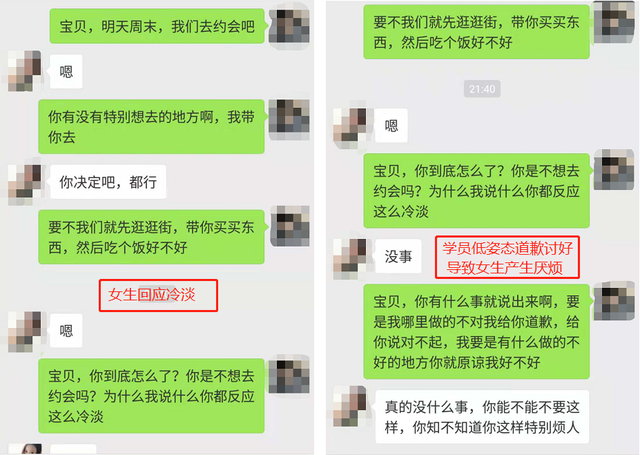 宝贝，明天周末，我们去约会吧
嗯
你有没有特别想去的地方啊，我带
你去
你决定吧，都行
要不我们就先逛逛街，带你买买东
西，然后吃个饭好不好
女生回应冷淡
嗯
宝贝，你到底怎么了？你是不想去
约会吗？为什么我说什么你都反应
这么冷淡
要不我们就先逛逛街，带你买买东
西，然后吃个饭好不好
21:40
嗯
宝贝，你到底怎么了？你是不想去
约会吗？为什么我说什么你都反应
这么冷淡
没事
学员低姿态道歉讨好
导致女生产生厌烦
宝贝，你有什么事就说出来啊，要
是我哪里做的不对我给你道歉，给
你说对不起，我要是有什么做的不
好的地方你就原谅我好不好
真的没什么事，你能不能不要这
样，你知不知道你这样特别烦人